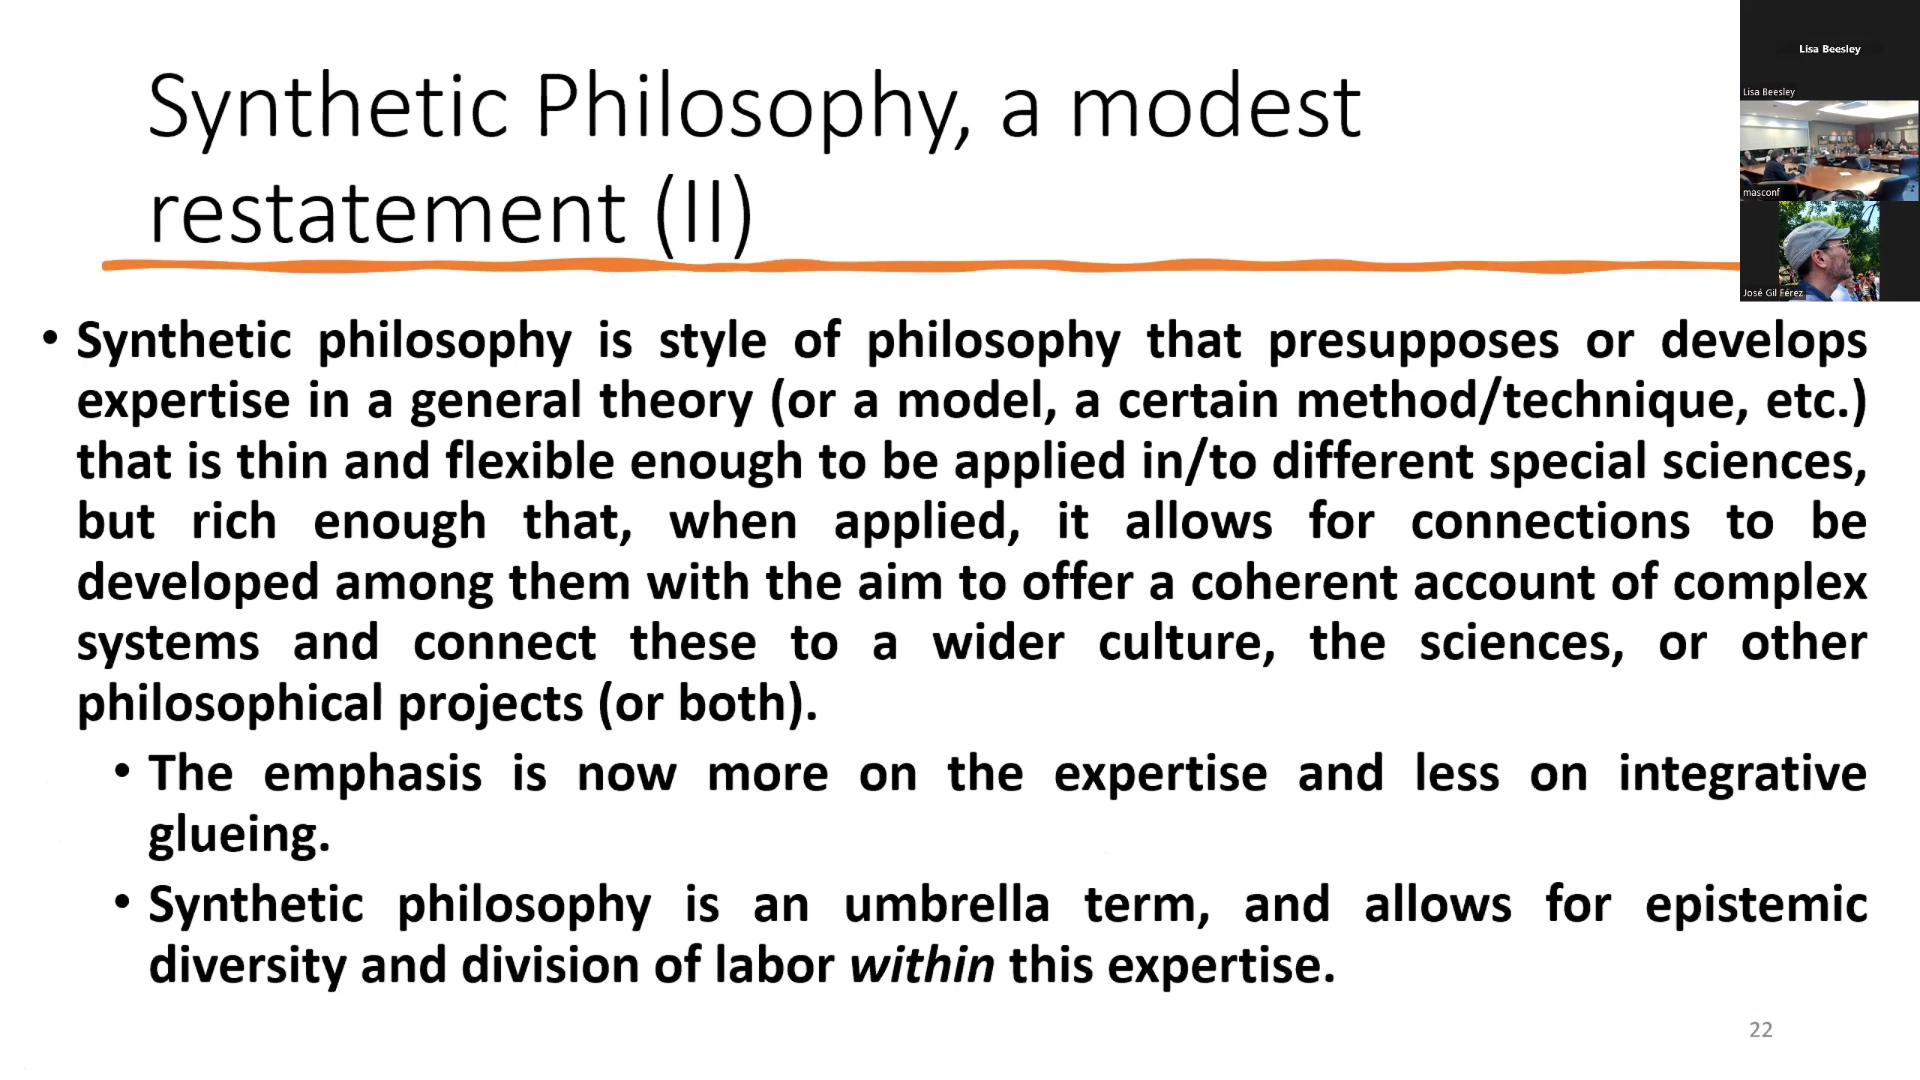 Synthetic Philosophy, a modest
restatement (II)
Lisa Beesley
Lisa Beesley
masconf
José Gil Férez
• Synthetic philosophy is style of philosophy that presupposes or develops
expertise in a general theory (or a model, a certain method/technique, etc.)
that is thin and flexible enough to be applied in/to different special sciences,
but rich enough that, when applied, it allows for connections to be
developed among them with the aim to offer a coherent account of complex
systems and connect these to a wider culture, the sciences, or other
philosophical projects (or both).
• The emphasis is now more on the expertise and less on integrative
glueing.
• Synthetic philosophy is an umbrella term, and allows for epistemic
diversity and division of labor within this expertise.
22